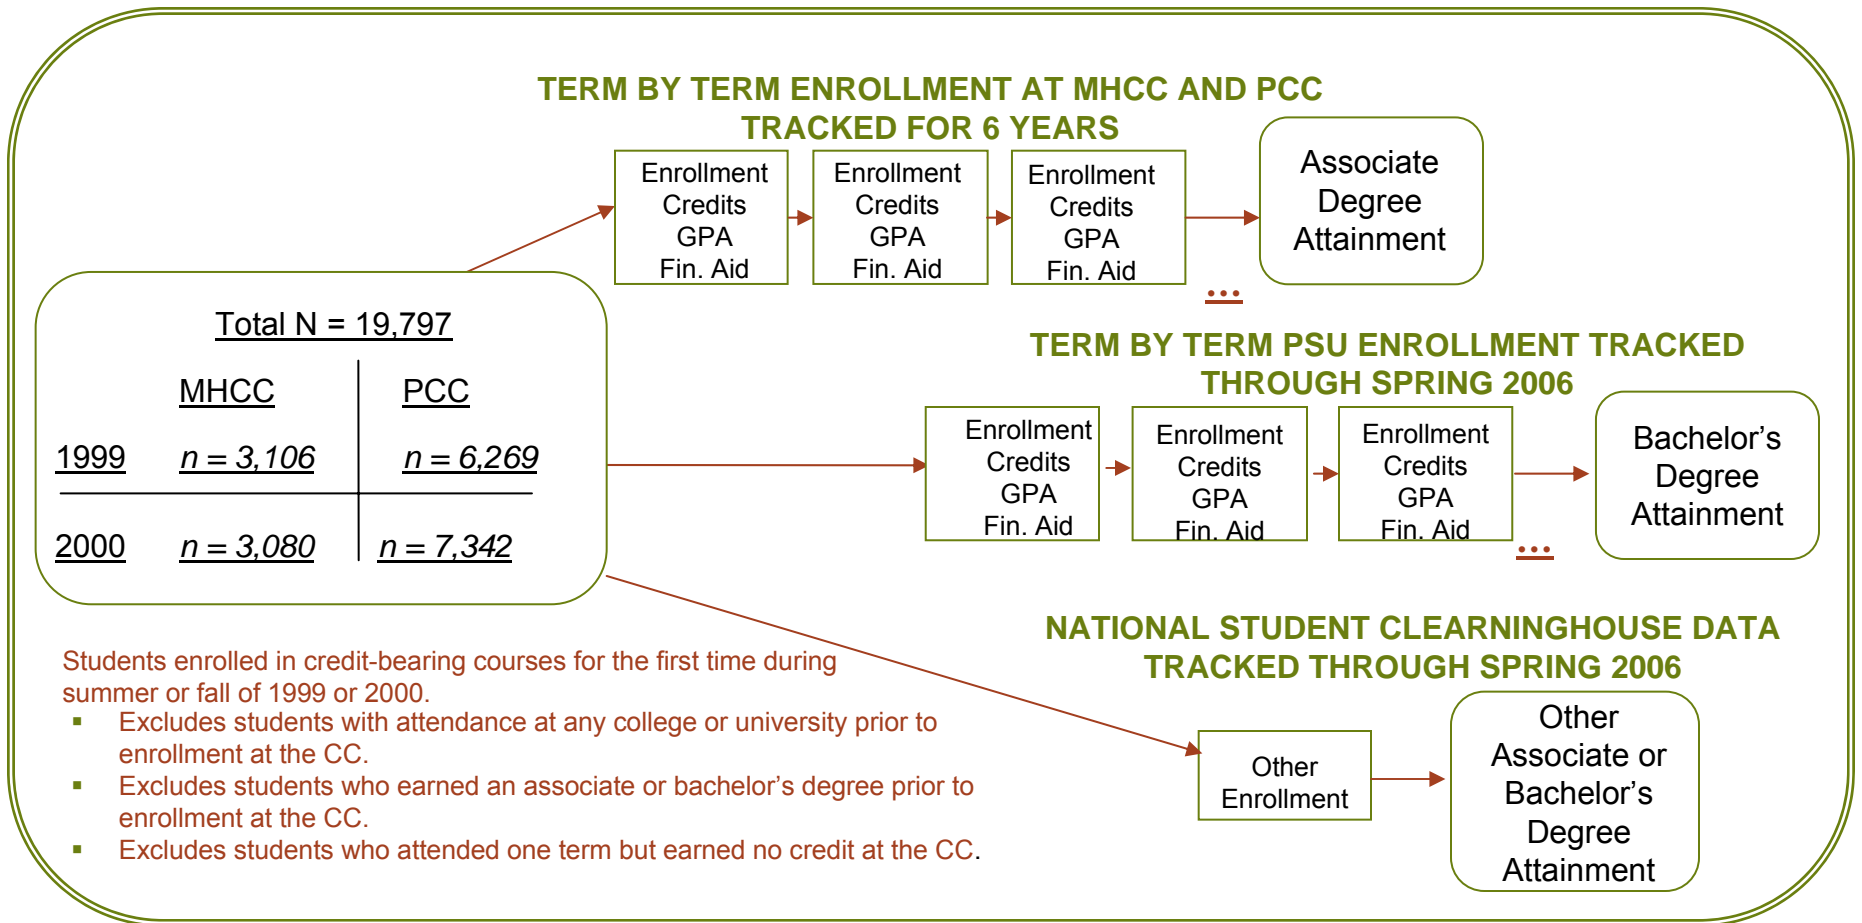 TERM BY TERM ENROLLMENT AT MHCC AND PCC
TRACKED FOR 6 YEARS
Enrollment
Credits
GPA
Fin. Aid
Enrollment
Credits
GPA
Fin. Aid
Enrollment
Credits
GPA
Fin. Aid
...
Associate
Degree
Attainment
Total N = 19,797
MHCC PCC
1999 n = 3,106 n = 6,269
2000 n = 3,080 n = 7,342
TERM BY TERM PSU ENROLLMENT TRACKED
THROUGH SPRING 2006
Enrollment
Credits
GPA
Fin. Aid
Enrollment
Credits
GPA
Fin. Aid
Enrollment
Credits
GPA
Fin. Aid
...
Bachelor's
Degree
Attainment
Students enrolled in credit-bearing courses for the first time during
summer or fall of 1999 or 2000.
▪ Excludes students with attendance at any college or university prior to
enrollment at the CC.
▪ Excludes students who earned an associate or bachelor's degree prior to
enrollment at the CC.
▪ Excludes students who attended one term but earned no credit at the CC.
NATIONAL STUDENT CLEARNINGHOUSE DATA
TRACKED THROUGH SPRING 2006
Other
Enrollment
Other
Associate or
Bachelor's
Degree
Attainment